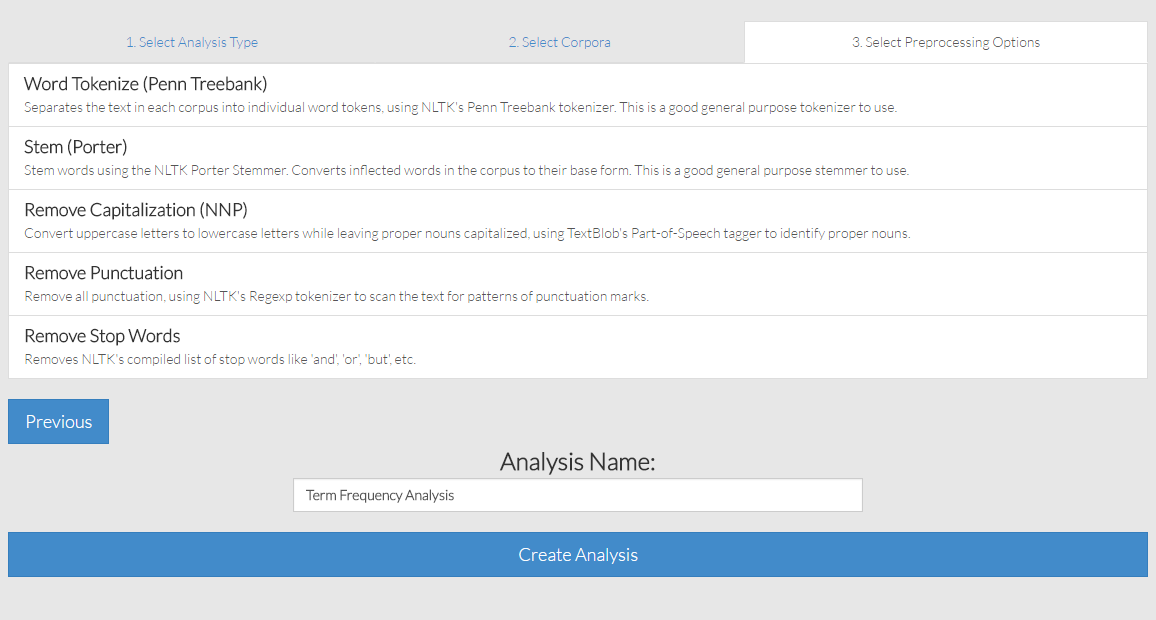 1. Select Analysis Type
2. Select Corpora
3. Select Preprocessing Options
Word Tokenize (Penn Treebank)
Separates the text in each corpus into individual word tokens, using NLTK's Penn Treebank tokenizer. This is a good general purpose tokenizer to use.
Stem (Porter)
Stem words using the NLTK Porter Stemmer. Converts inflected words in the corpus to their base form. This is a good general purpose stemmer to use.
Remove Capitalization (NNP)
Convert uppercase letters to lowercase letters while leaving proper nouns capitalized, using TextBlob's Part-of-Speech tagger to identify proper nouns.
Remove Punctuation
Remove all punctuation, using NLTK's Regexp tokenizer to scan the text for patterns of punctuation marks.
Remove Stop Words
Removes NLTK's compiled list of stop words like 'and', 'or', 'but', etc.
Previous
Analysis Name:
Term Frequency Analysis
Create Analysis